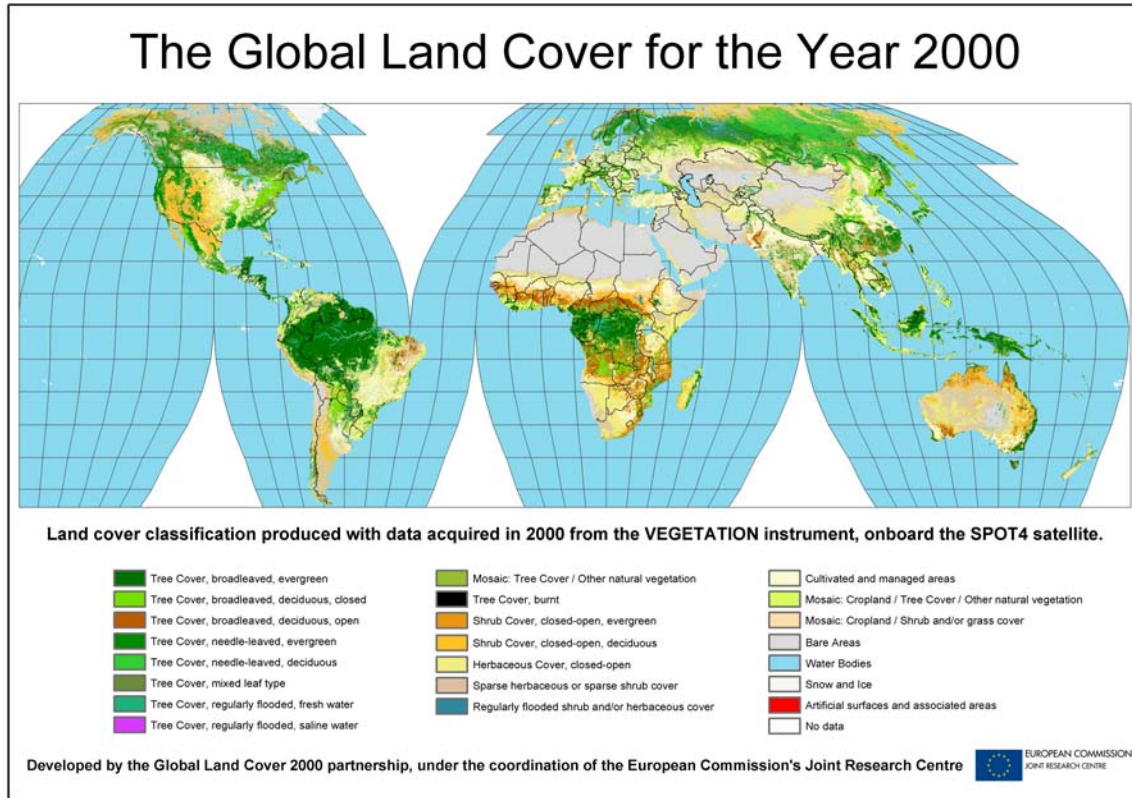 The Global Land Cover for the Year 2000
Land cover classification produced with data acquired in 2000 from the VEGETATION instrument, onboard the SPOT4 satellite.
Tree Cover, broadleaved, evergreen
Tree Cover, broadleaved, deciduous, closed
Tree Cover, broadleaved, deciduous, open
Tree Cover, needle-leaved, evergreen
Tree Cover, needle-leaved, deciduous
Tree Cover, mixed leaf type
Tree Cover, regularly flooded, fresh water
Tree Cover, regularly flooded, saline water
Mosaic: Tree Cover / Other natural vegetation
Tree Cover, burnt
Shrub Cover, closed-open, evergreen
Shrub Cover, closed-open, deciduous
Herbaceous Cover, closed-open
Sparse herbaceous or sparse shrub cover
Regularly flooded shrub and/or herbaceous cover
Cultivated and managed areas
Mosaic: Cropland / Tree Cover / Other natural vegetation
Mosaic: Cropland / Shrub and/or grass cover
Bare Areas
Water Bodies
Snow and Ice
Artificial surfaces and associated areas
No data
Developed by the Global Land Cover 2000 partnership, under the coordination of the European Commission's Joint Research Centre
EUROPEAN COMMISSION
JOINT RESEARCH CENTRE